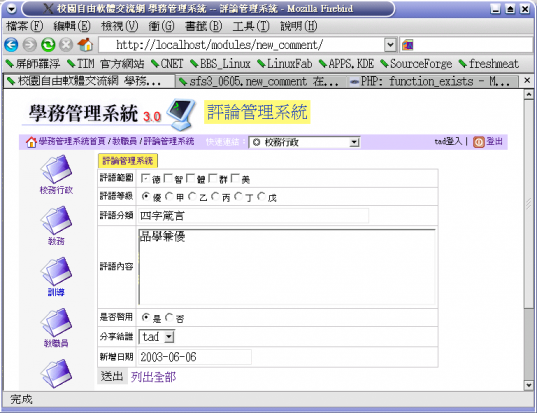 校園自由軟體交流網 學務管理系統 -- 評論管理系統 - Mozilla Firebird
檔案(F) 編輯(E) 檢視(V) 衝(G) 書籤(B) 工具(T) 說明(H)
http://localhost/modules/new_comment/
屏師羅浮 TIM 官方網站 CNET BBS_Linux LinuxFab APPS.KDE SourceForge freshmeat
校園自由軟體交流網 學務... sfs3_0605.new_comment 在... PHP: function_exists - M...
學務管理系統 3.0 評論管理系統
學務管理系統首頁 / 教職員 / 評論管理系統 快速連結: 校務行政 tad登入 | 登出
評論管理系統
校務行政
教務
訓導
教職員
評語範圍 德 智 體 群 美
評語等級 優 甲 乙 丙 丁 戊
評語分類 四字箴言
評語內容 品學兼優
是否啟用 是 否
分享給誰 tad
新增日期 2003-06-06
送出 列出全部
完成